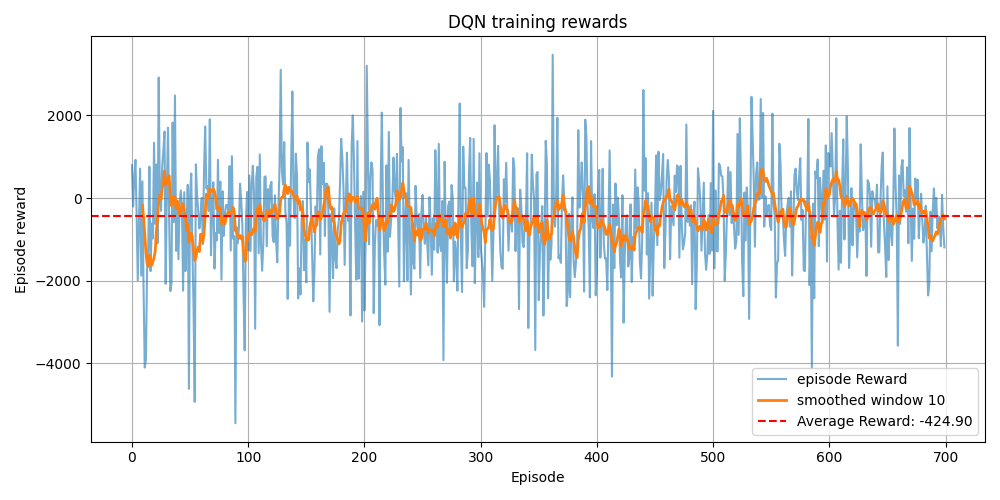 DQN training rewards
Episode reward
2000
0
−2000
−4000
0 100 200 300 400 500 600 700
Episode
episode Reward
smoothed window 10
Average Reward: -424.90